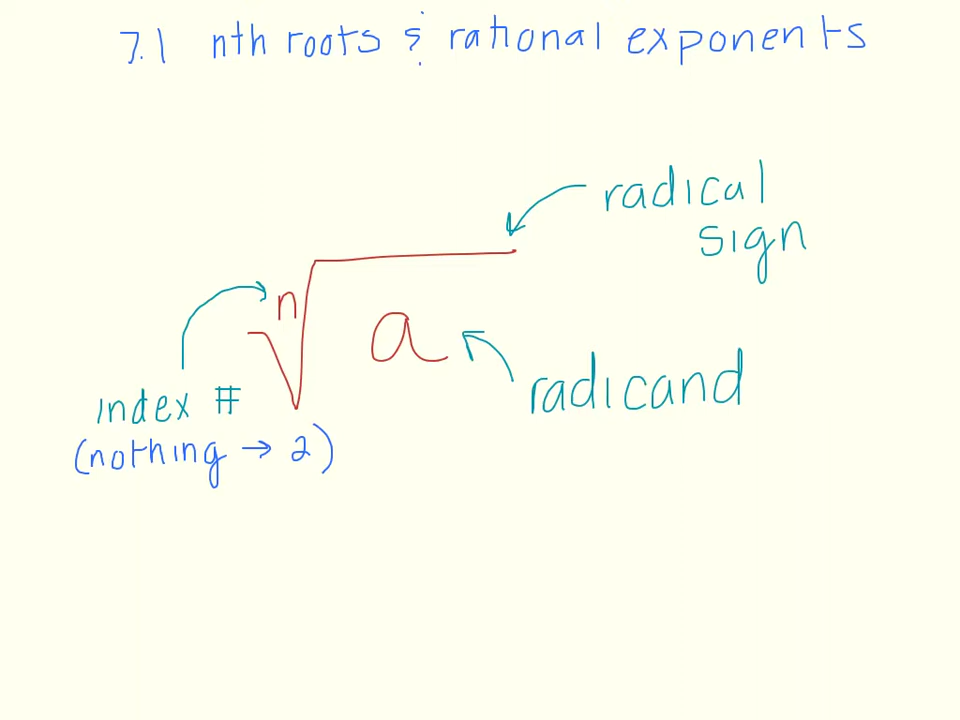 7.1 nth roots & rational exponents
radical
sign
n
a
radicand
index #
(nothing → 2)